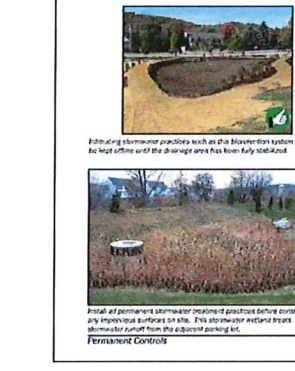 Infiltrating stormwater practices such as this bioretention system
be kept offline until the drainage area has been fully stabilized.
Install all permanent stormwater treatment practices before
any impervious surfaces on site. This stormwater wetland treats
stormwater runoff from the adjacent parking lot.
Permanent Controls